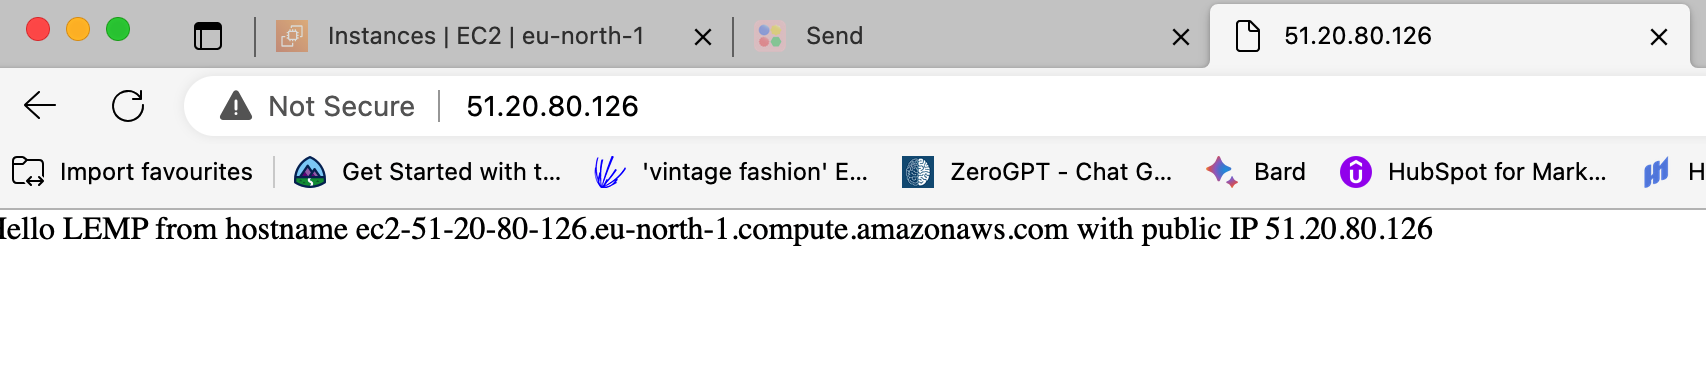 Instances | EC2 | eu-north-1
Send
51.20.80.126
Not Secure
51.20.80.126
Import favourites
Get Started with t...
'vintage fashion' E...
ZeroGPT - Chat G...
Bard
HubSpot for Mark...
H
Hello LEMP from hostname ec2-51-20-80-126.eu-north-1.compute.amazonaws.com with public IP 51.20.80.126